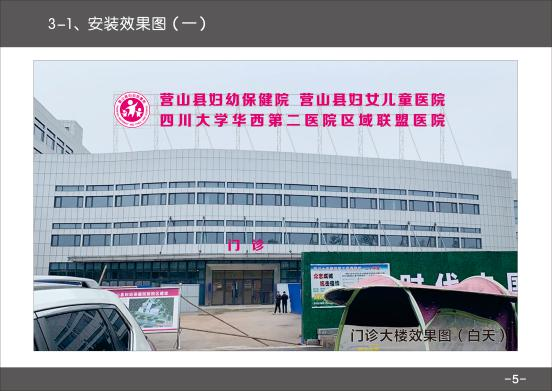 3-1、安装效果图（一）
营山县妇幼保健院 营山县妇女儿童医院
四川大学华西第二医院区域联盟医院
门诊
时代
门诊大楼效果图（白天）
-5-